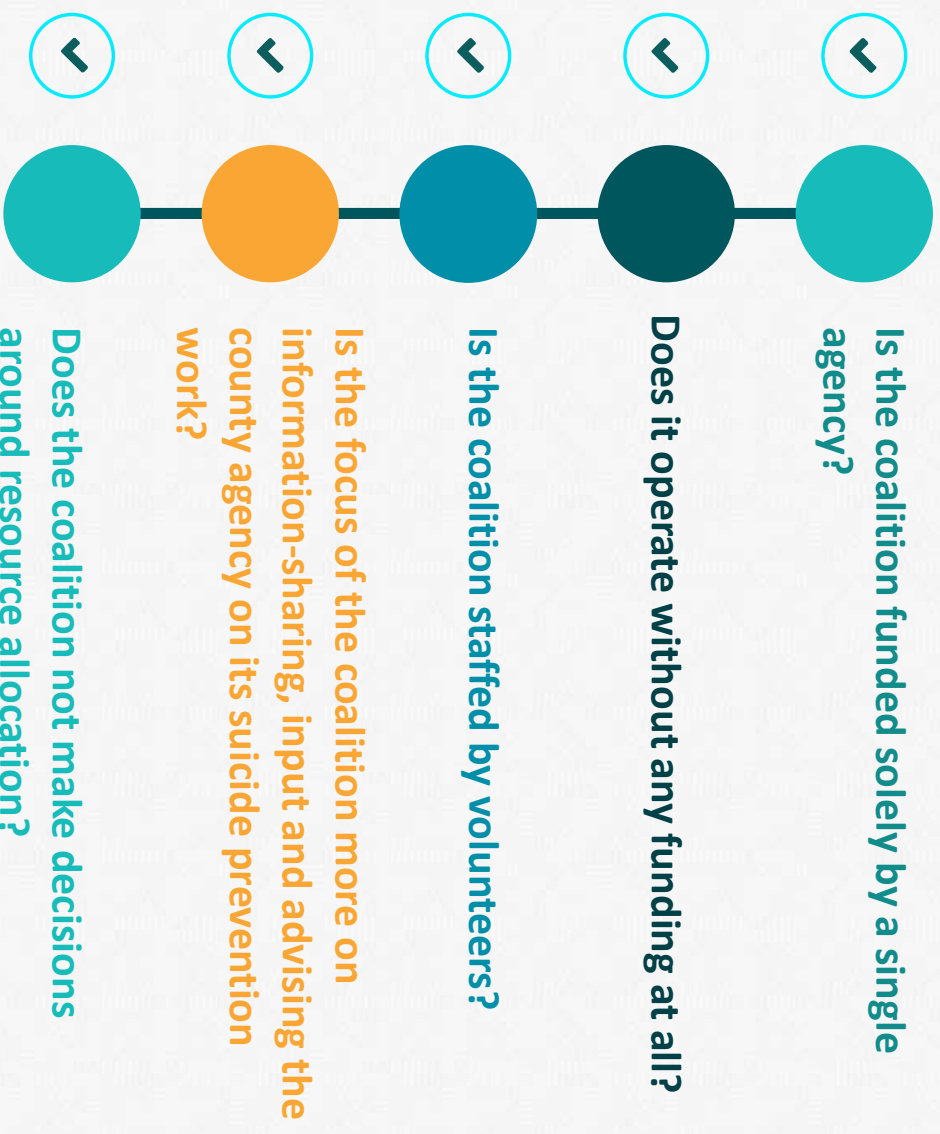 Is the coalition funded solely by a single
agency?
Does it operate without any funding at all?
Is the coalition staffed by volunteers?
Is the focus of the coalition more on
information-sharing, input and advising the
county agency on its suicide prevention
work?
Does the coalition not make decisions
around resource allocation?